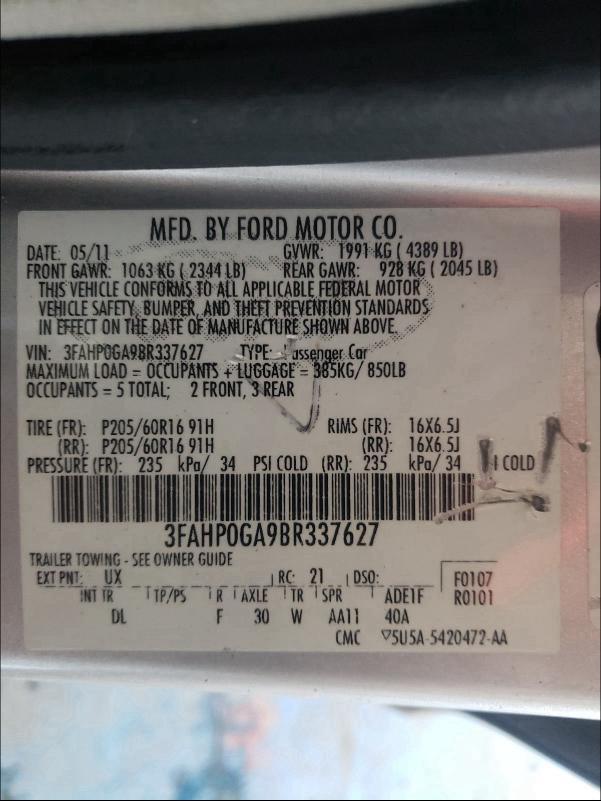 MFD. BY FORD MOTOR CO.
DATE: 05/11 GVWR: 1991 KG ( 4389 LB)
FRONT GAWR: 1063 KG ( 2344 LB) REAR GAWR: 928 KG ( 2045 LB)
THIS VEHICLE CONFORMS TO ALL APPLICABLE FEDERAL MOTOR
VEHICLE SAFETY, BUMPER, AND THEFT PREVENTION STANDARDS
IN EFFECT ON THE DATE OF MANUFACTURE SHOWN ABOVE.
VIN: 3FAHP0GA9BR337627 TYPE: assenger Car
MAXIMUM LOAD = OCCUPANTS + LUGGAGE = 385KG/ 850LB
OCCUPANTS = 5 TOTAL; 2 FRONT, 3 REAR
TIRE (FR): P205/60R16 91H RIMS (FR): 16X6.5J
(RR): P205/60R16 91H (RR): 16X6.5J
PRESSURE (FR): 235 kPa/ 34 PSI COLD (RR): 235 kPa/ 34 I COLD
3FAHP0GA9BR337627
TRAILER TOWING - SEE OWNER GUIDE
EXT PNT: UX RC: 21 DSO: F0107
INT TR TP/PS R AXLE TR SPR ADE1F R0101
DL F 30 W AA11 40A
CMC ▽5U5A-5420472-AA